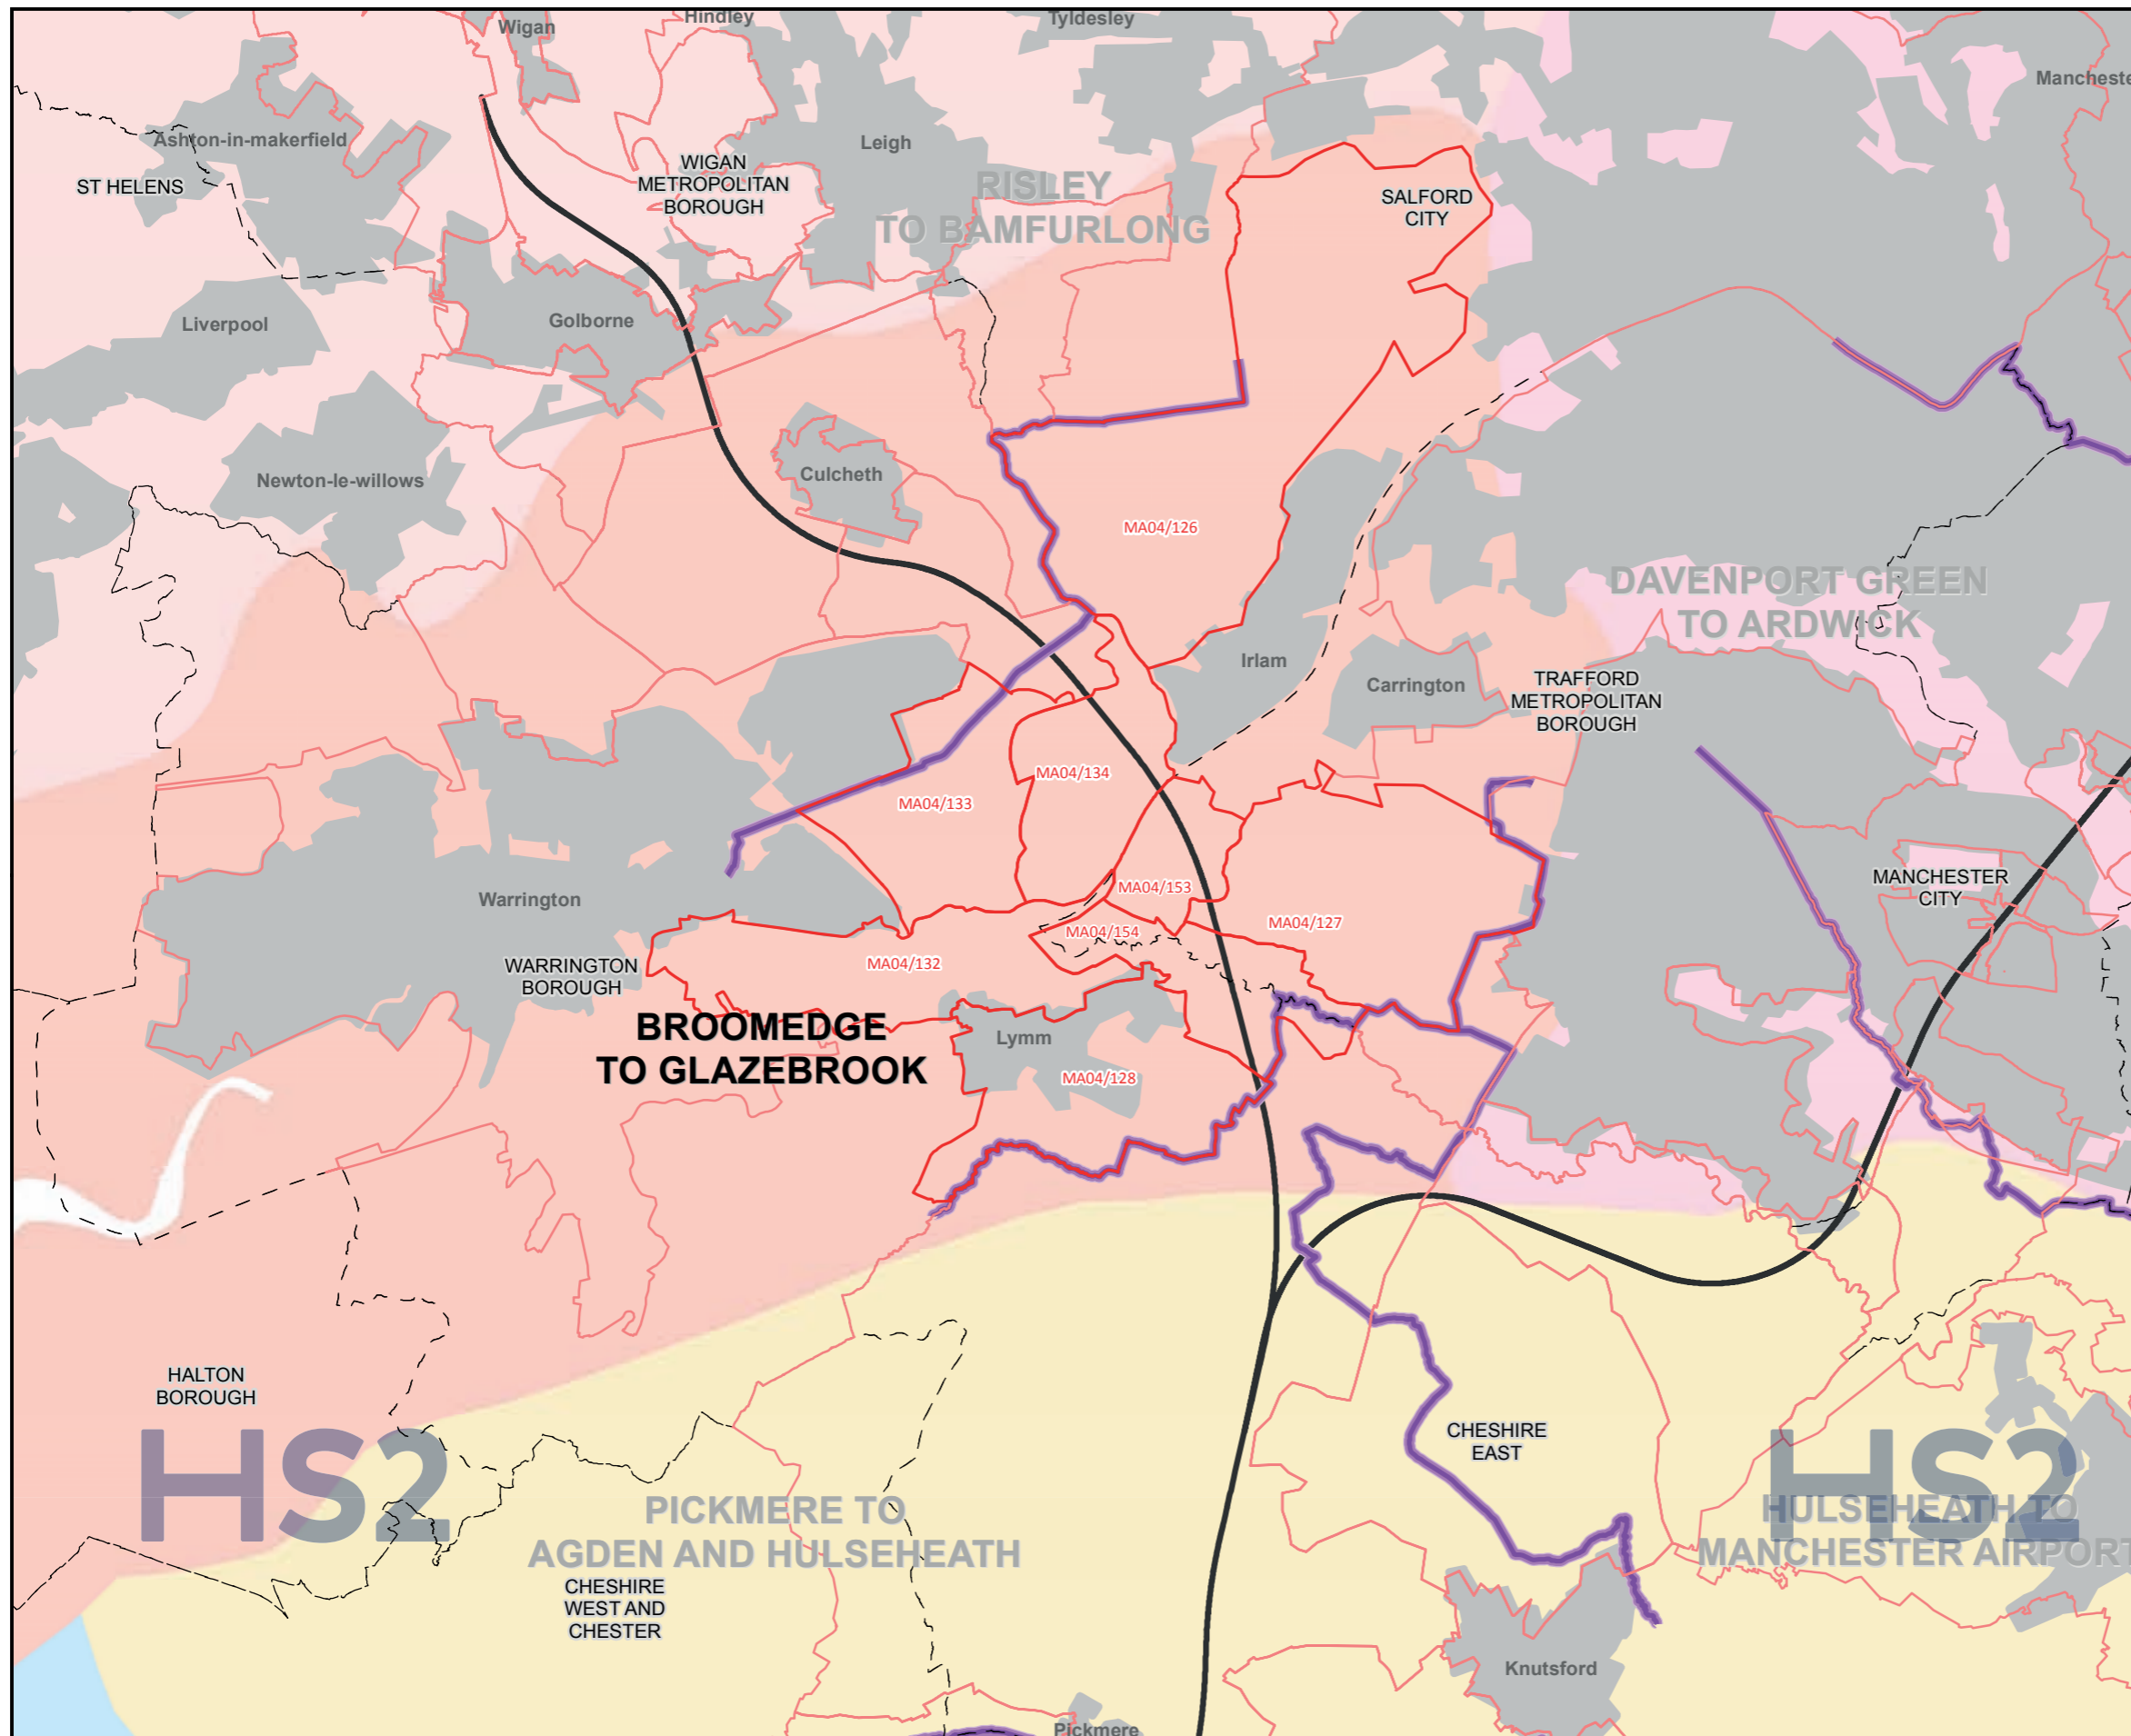 Wigan
Hindley
Tyldesley
Ashton-in-makerfield
ST HELENS
WIGAN
METROPOLITAN
BOROUGH
Leigh
RISLEY
TO BAMFURLONG
SALFORD
CITY
Liverpool
Golborne
Newton-le-willows
Culcheth
MA04/126
DAVENPORT GREEN
TO ARDWICK
Irlam
Carrington
TRAFFORD
METROPOLITAN
BOROUGH
MA04/134
MA04/133
Warrington
MA04/153
MANCHESTER
CITY
MA04/127
MA04/154
MA04/132
WARRINGTON
BOROUGH
BROOMEDGE
TO GLAZEBROOK
Lymm
MA04/128
HALTON
BOROUGH
HS2
CHESHIRE
EAST
HS2
PICKMERE TO
AGDEN AND HULSEHEATH
HULSEHEATH TO
MANCHESTER AIRPORT
CHESHIRE
WEST AND
CHESTER
Knutsford
Pickmere